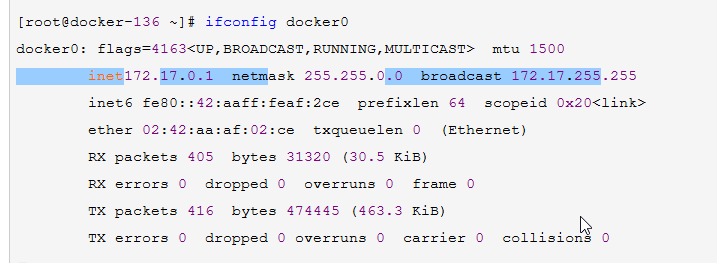 [root@docker-136 ~]# ifconfig docker0
docker0: flags=4163<UP,BROADCAST,RUNNING,MULTICAST>  mtu 1500
inet172.17.0.1  netmask 255.255.0.0  broadcast 172.17.255.255
inet6 fe80::42:aaff:feaf:2ce  prefixlen 64  scopeid 0x20<link>
ether 02:42:aa:af:02:ce  txqueuelen 0  (Ethernet)
RX packets 405  bytes 31320 (30.5 KiB)
RX errors 0  dropped 0  overruns 0  frame 0
TX packets 416  bytes 474445 (463.3 KiB)
TX errors 0  dropped 0 overruns 0  carrier 0  collisions 0